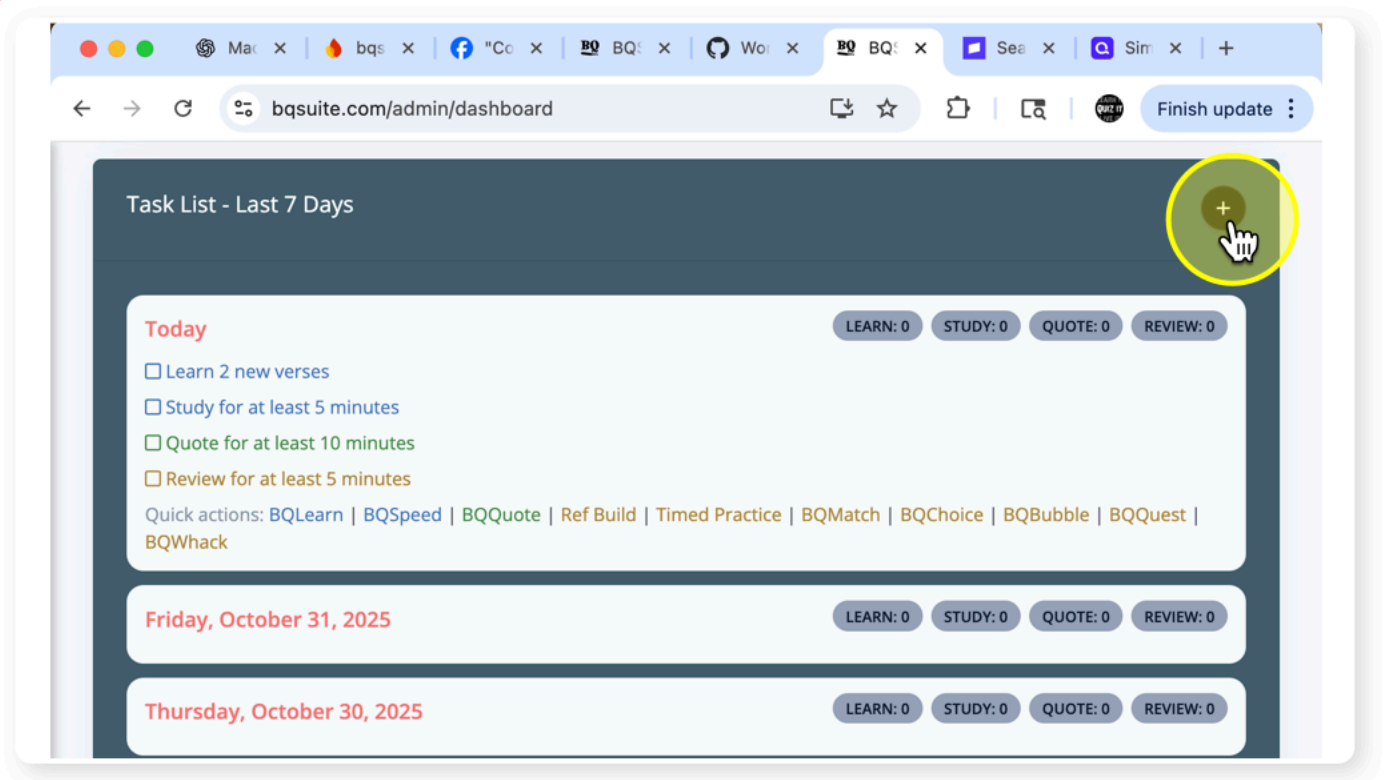 Mac
bqs
"Co
BQ BQS
Wor
BQ BQS
Sea
Sim
bqsuite.com/admin/dashboard
QUIZ IT
Finish update
Task List - Last 7 Days
+
Today
LEARN: 0 STUDY: 0 QUOTE: 0 REVIEW: 0
Learn 2 new verses
Study for at least 5 minutes
Quote for at least 10 minutes
Review for at least 5 minutes
Quick actions: BQLearn | BQSpeed | BQQuote | Ref Build | Timed Practice | BQMatch | BQChoice | BQBubble | BQQuest |
BQWhack
Friday, October 31, 2025
LEARN: 0 STUDY: 0 QUOTE: 0 REVIEW: 0
Thursday, October 30, 2025
LEARN: 0 STUDY: 0 QUOTE: 0 REVIEW: 0